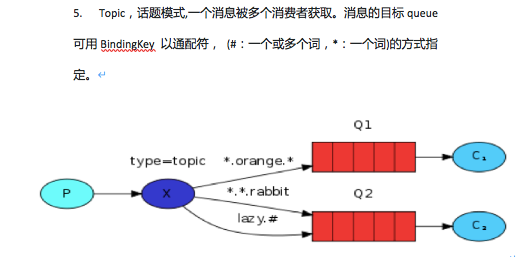 5. Topic，话题模式,一个消息被多个消费者获取。消息的目标 queue
可用 BindingKey 以通配符，（#：一个或多个词，*：一个词)的方式指
定。
Q1
type=topic *.orange.*
C₁
P
X
*.*.rabbit
Q2
lazy.#
C₂